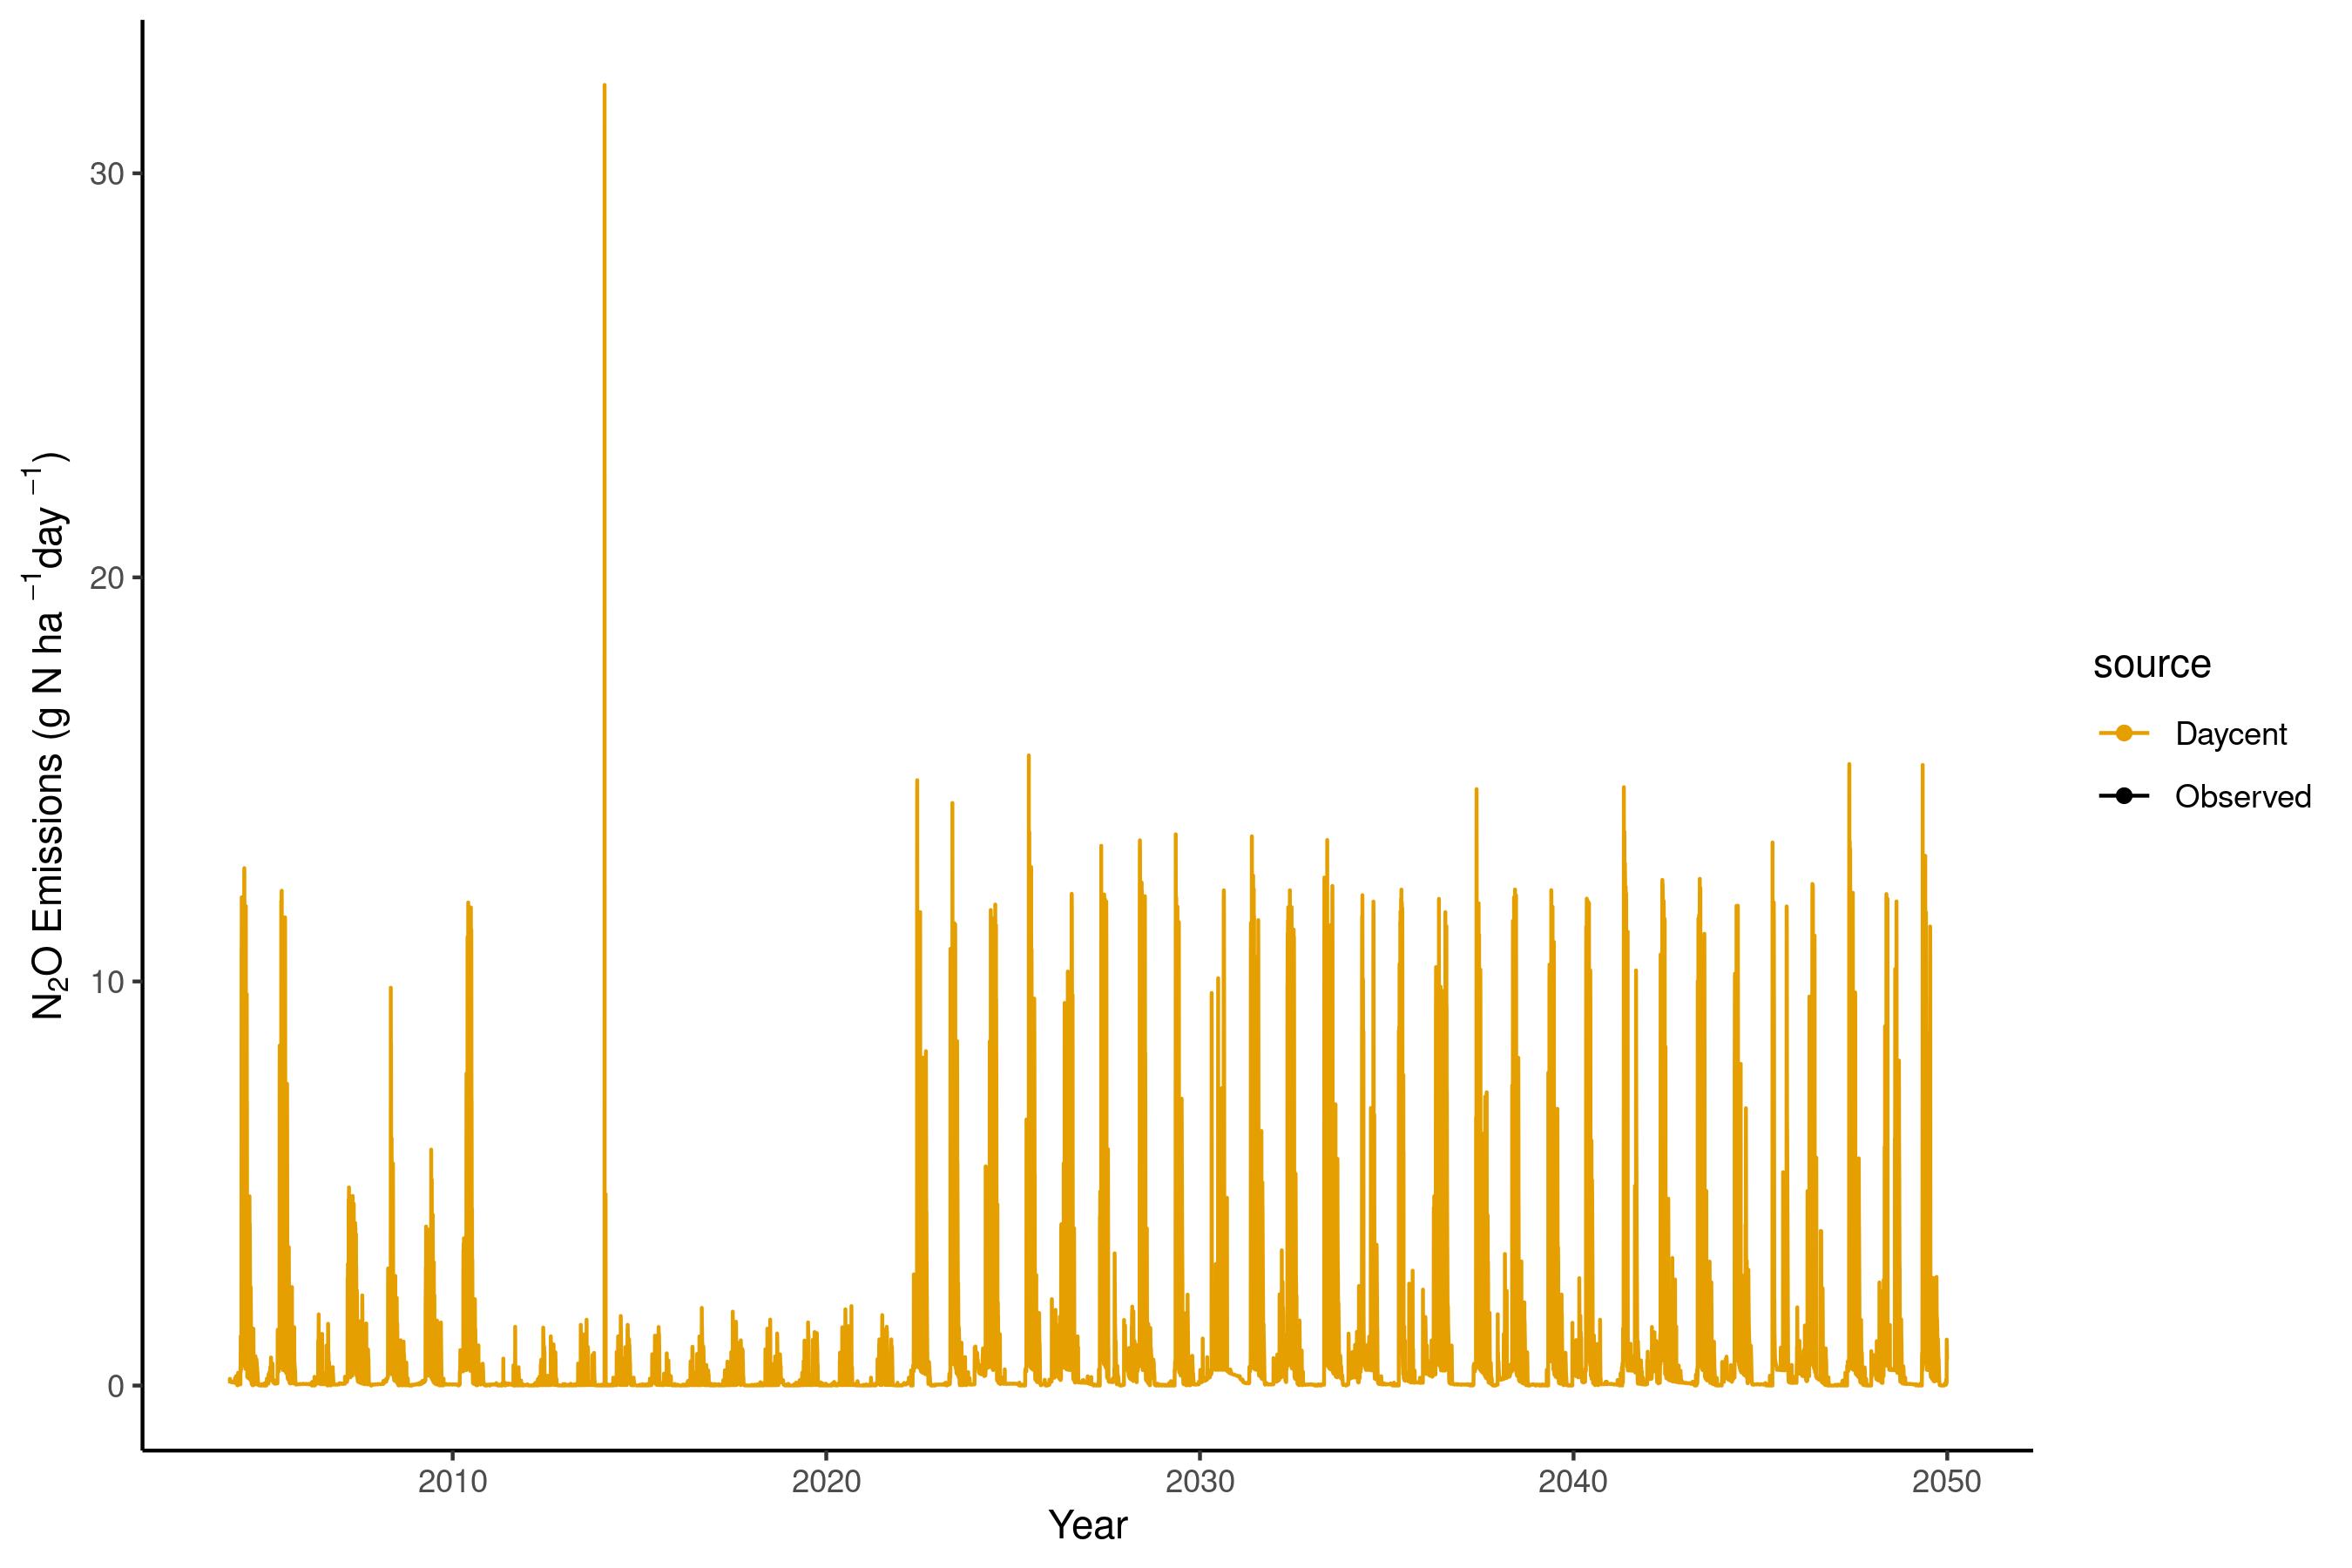 N₂O Emissions (g N ha ⁻¹day ⁻¹)
30
20
10
0
2010 2020 2030 2040 2050
Year
source
Daycent
Observed